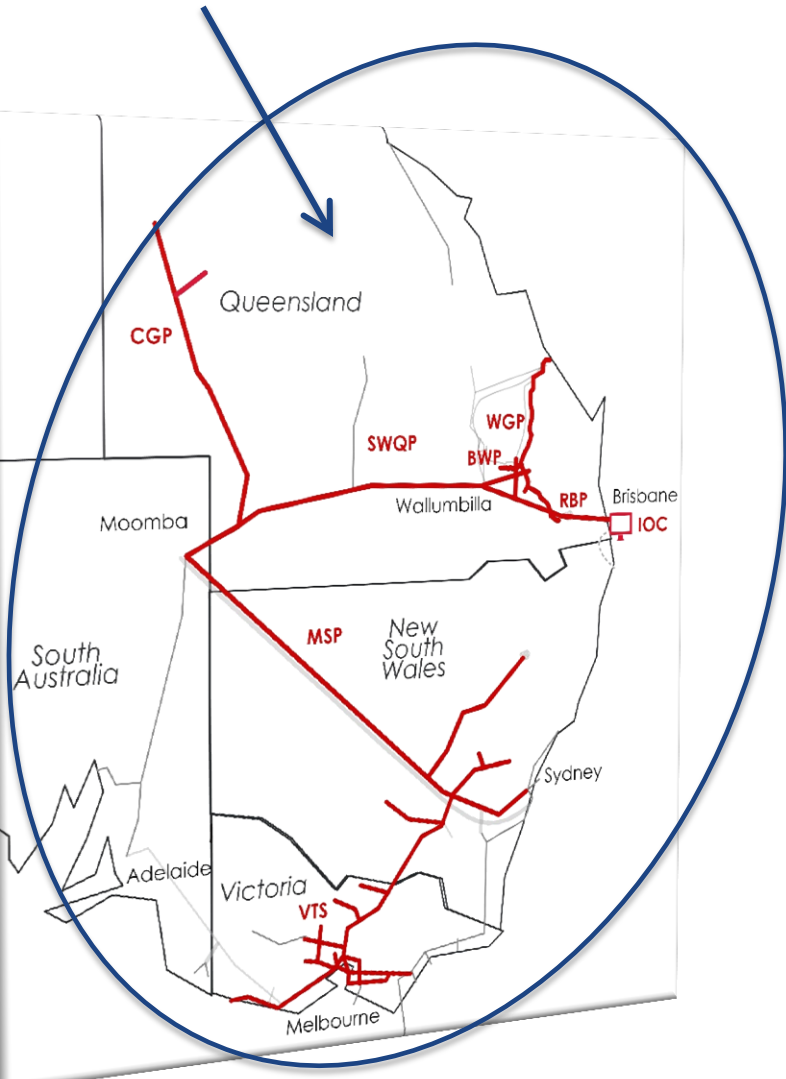 Queensland
CGP
WGP
SWQP
BWP
Wallumbilla
RBP
Brisbane
IOC
Moomba
MSP
New
South
Wales
South
Australia
Sydney
Adelaide
Victoria
VTS
Melbourne